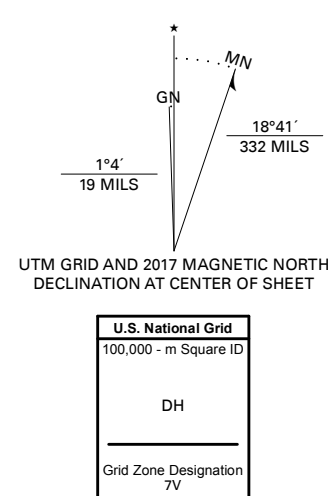 ★
MN
GN
18°41´
332 MILS
1°4´
19 MILS
UTM GRID AND 2017 MAGNETIC NORTH
DECLINATION AT CENTER OF SHEET
U.S. National Grid
100,000 - m Square ID
DH
Grid Zone Designation
7V